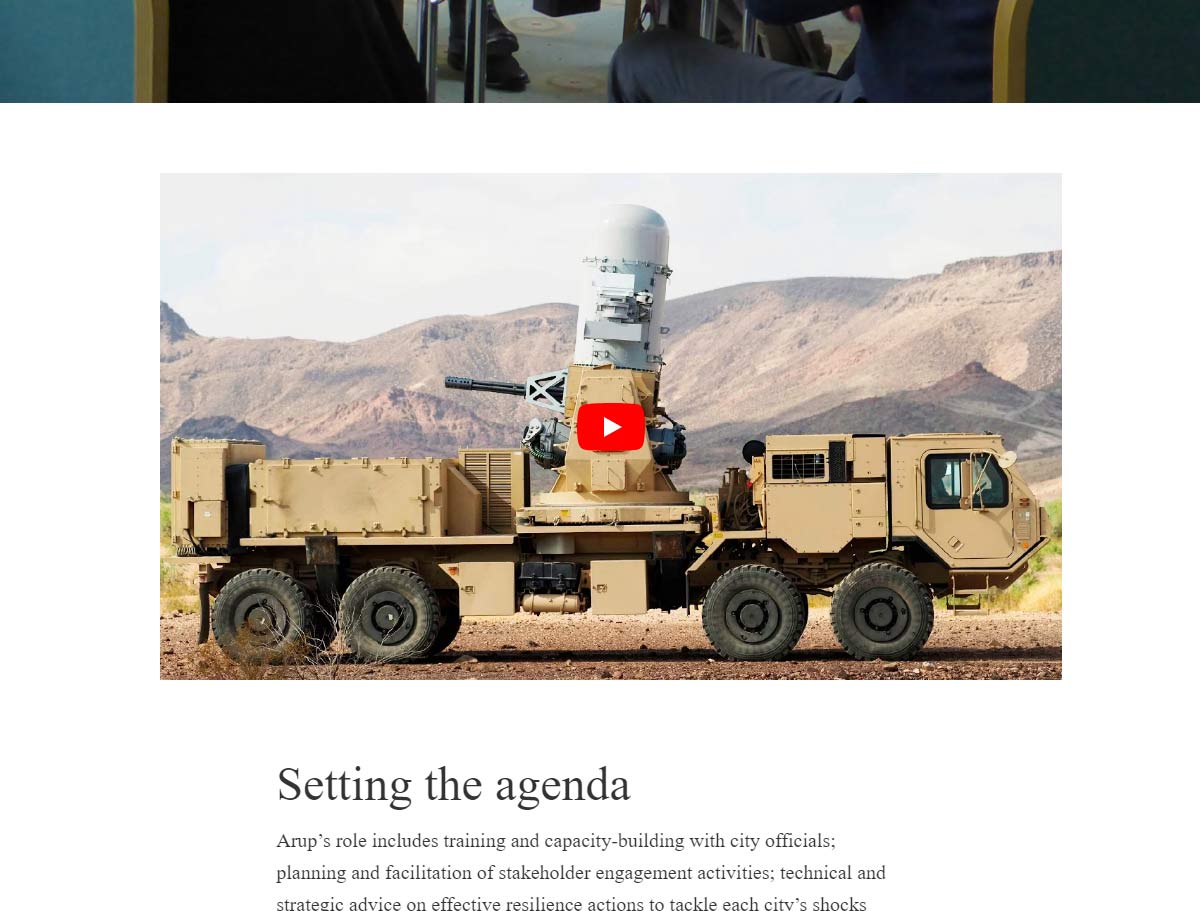 Setting the agenda
Arup’s role includes training and capacity-building with city officials;
planning and facilitation of stakeholder engagement activities; technical and
strategic advice on effective resilience actions to tackle each city’s shocks